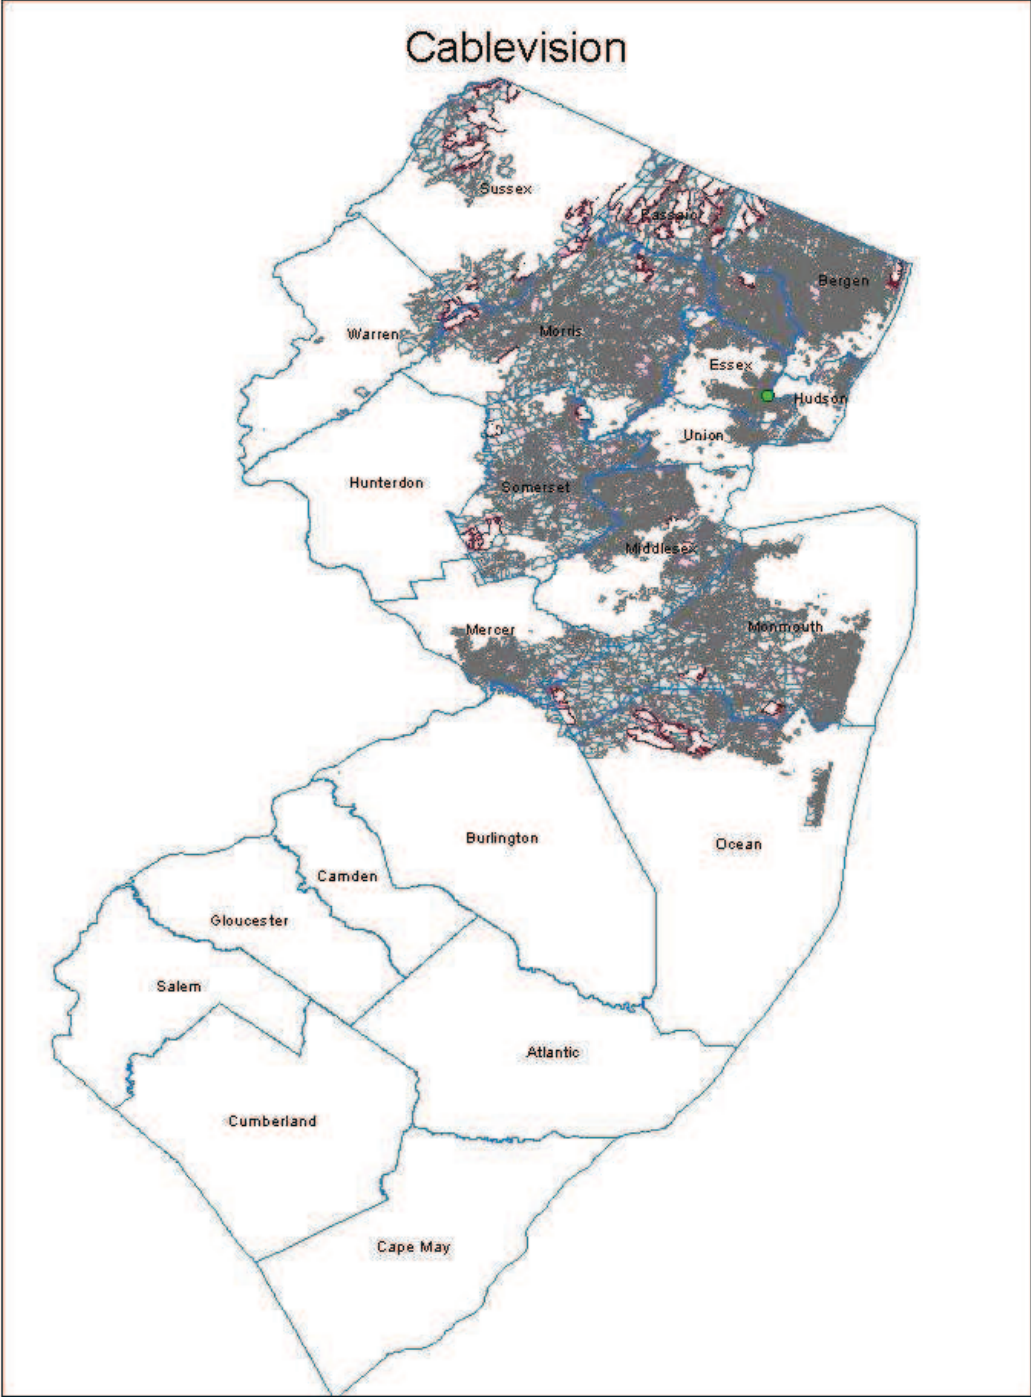 Cablevision
Sussex
Passaic
Bergen
Warren
Morris
Essex
Hudson
Union
Hunterdon
Somerset
Middlesex
Mercer
Monmouth
Burlington
Ocean
Camden
Gloucester
Salem
Atlantic
Cumberland
Cape May